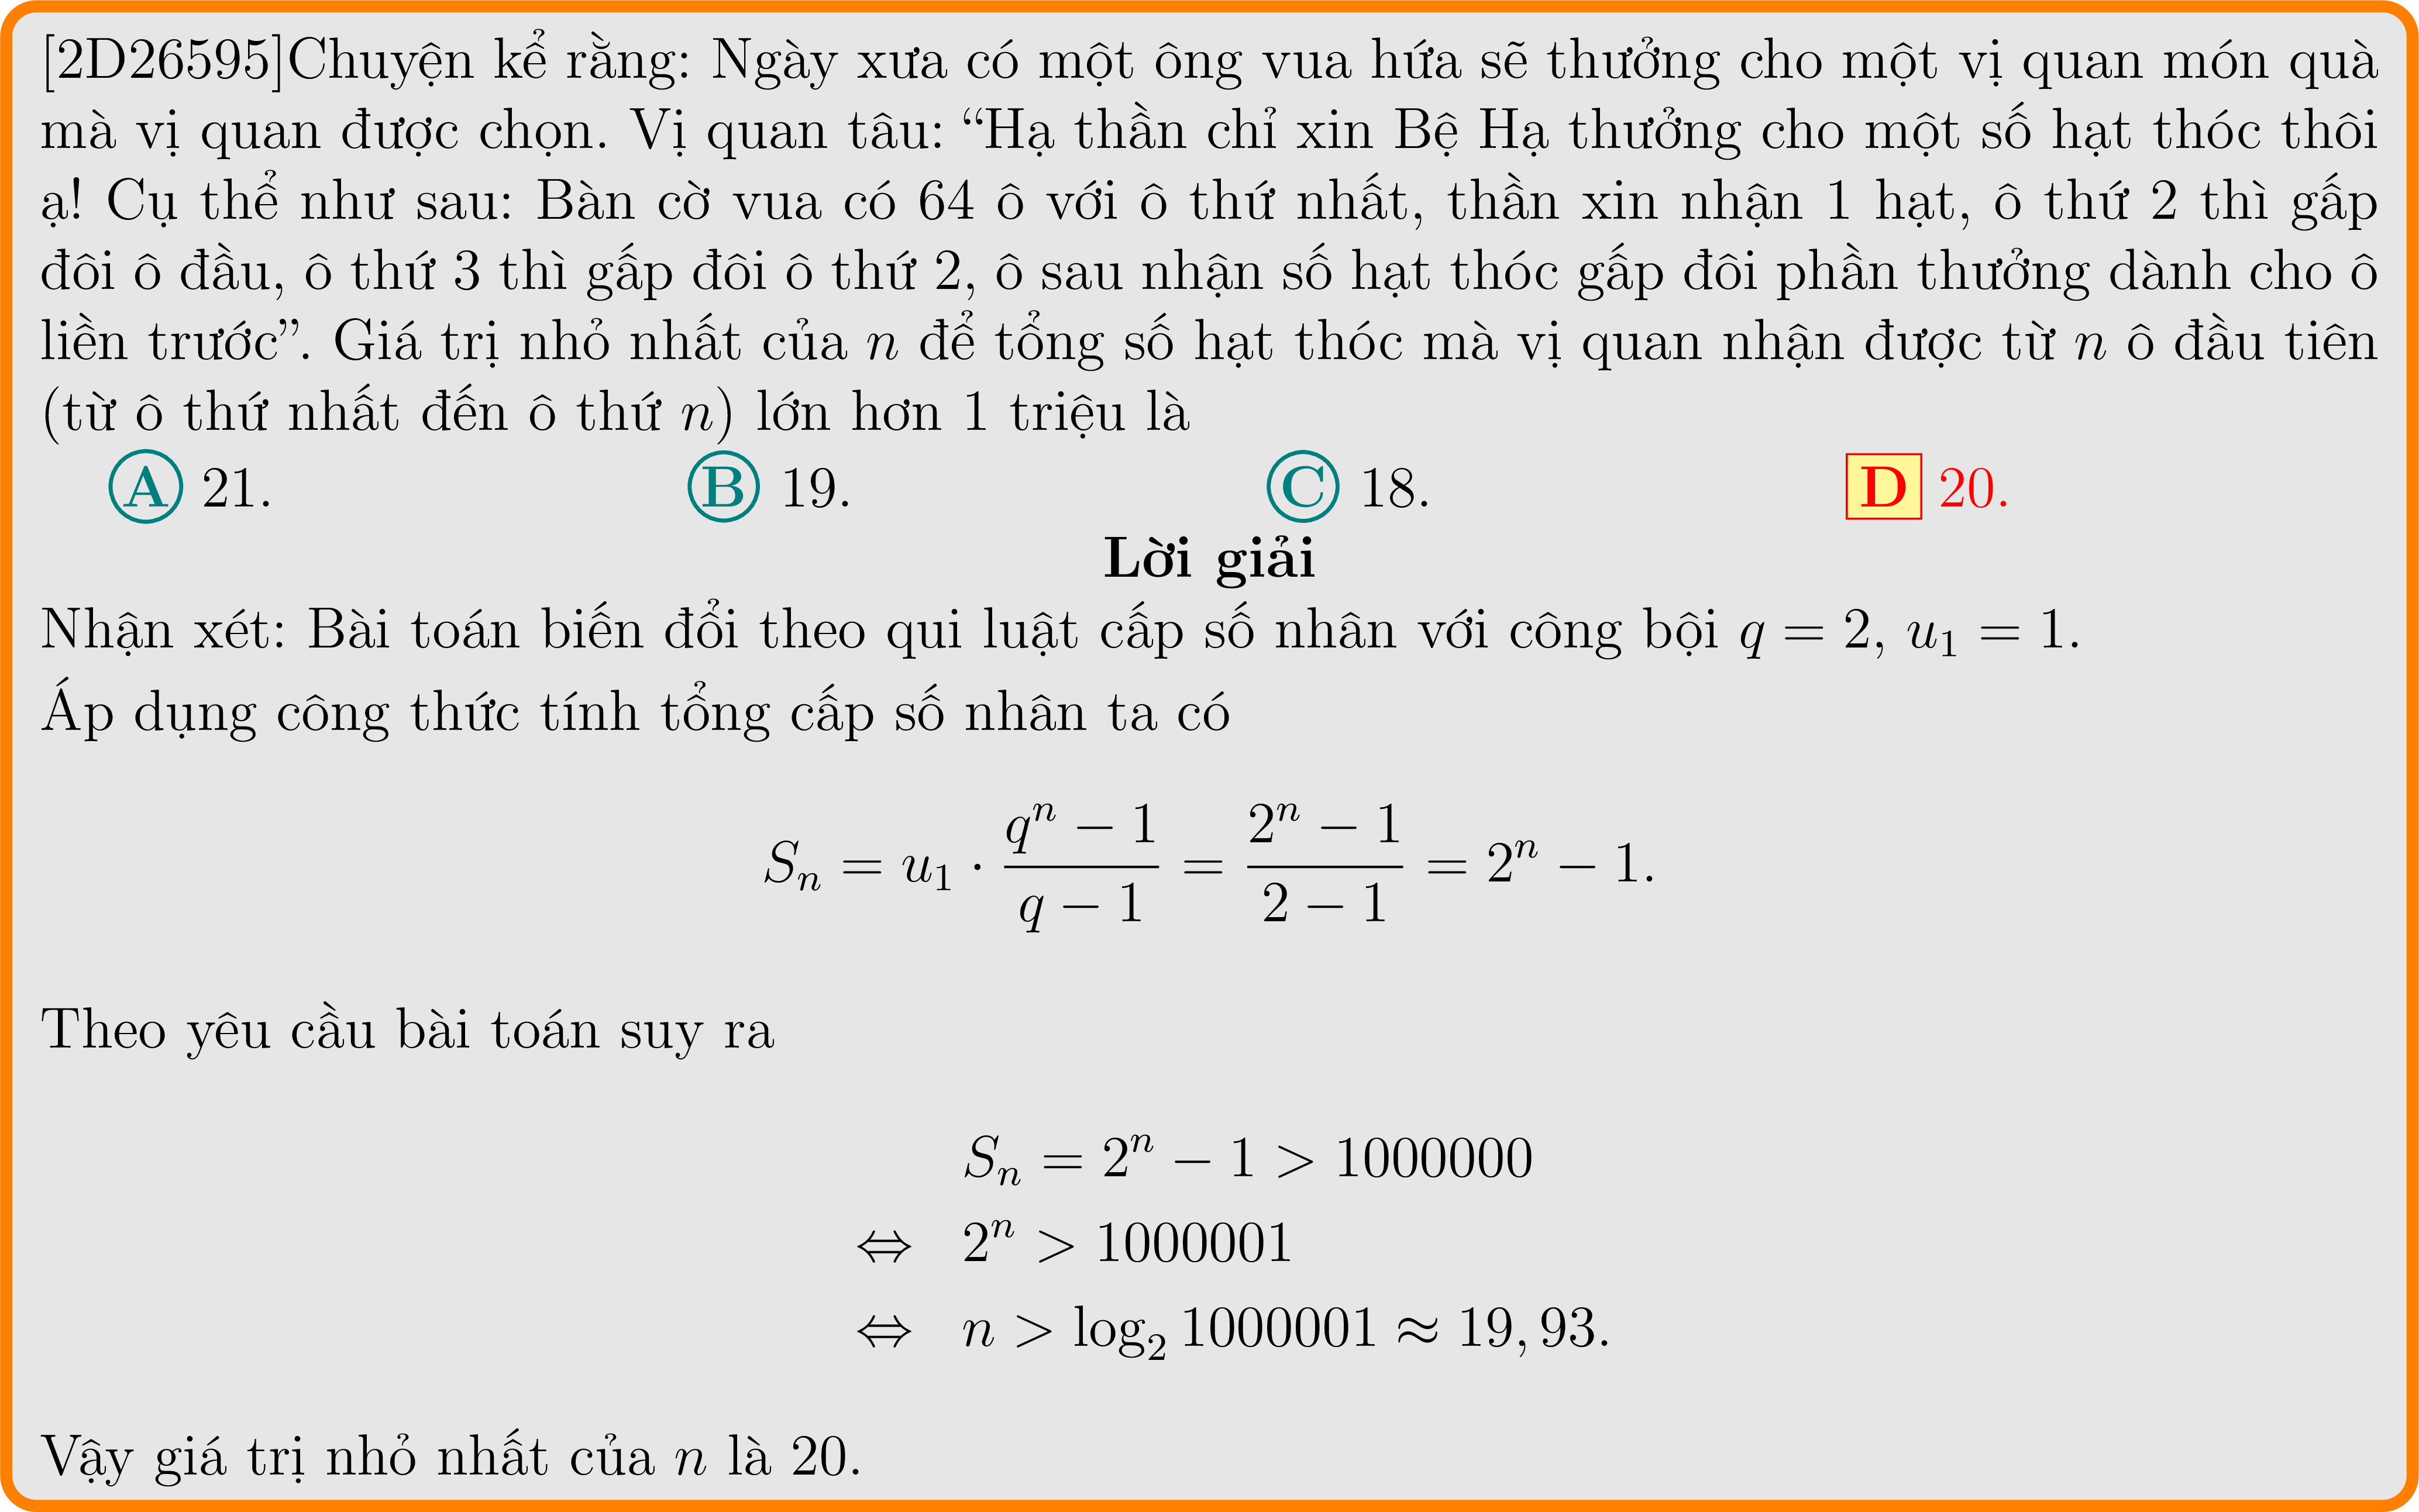 [2D26595]Chuyện kể rằng: Ngày xưa có một ông vua hứa sẽ thưởng cho một vị quan món quà
mà vị quan được chọn. Vị quan tâu: “Hạ thần chỉ xin Bệ Hạ thưởng cho một số hạt thóc thôi
ạ! Cụ thể như sau: Bàn cờ vua có 64 ô với ô thứ nhất, thần xin nhận 1 hạt, ô thứ 2 thì gấp
đôi ô đầu, ô thứ 3 thì gấp đôi ô thứ 2, ô sau nhận số hạt thóc gấp đôi phần thưởng dành cho ô
liền trước”. Giá trị nhỏ nhất của n để tổng số hạt thóc mà vị quan nhận được từ n ô đầu tiên
(từ ô thứ nhất đến ô thứ n) lớn hơn 1 triệu là
A 21. B 19. C 18. D 20.
Lời giải
Nhận xét: Bài toán biến đổi theo qui luật cấp số nhân với công bội q = 2, u₁ = 1.
Áp dụng công thức tính tổng cấp số nhân ta có
$S_n = u_1 \cdot \frac{q^n - 1}{q - 1} = \frac{2^n - 1}{2 - 1} = 2^n - 1.$
Theo yêu cầu bài toán suy ra
$S_n = 2^n - 1 > 1000000$
$\Leftrightarrow 2^n > 1000001$
$\Leftrightarrow n > \log_2 1000001 \approx 19,93.$
Vậy giá trị nhỏ nhất của n là 20.